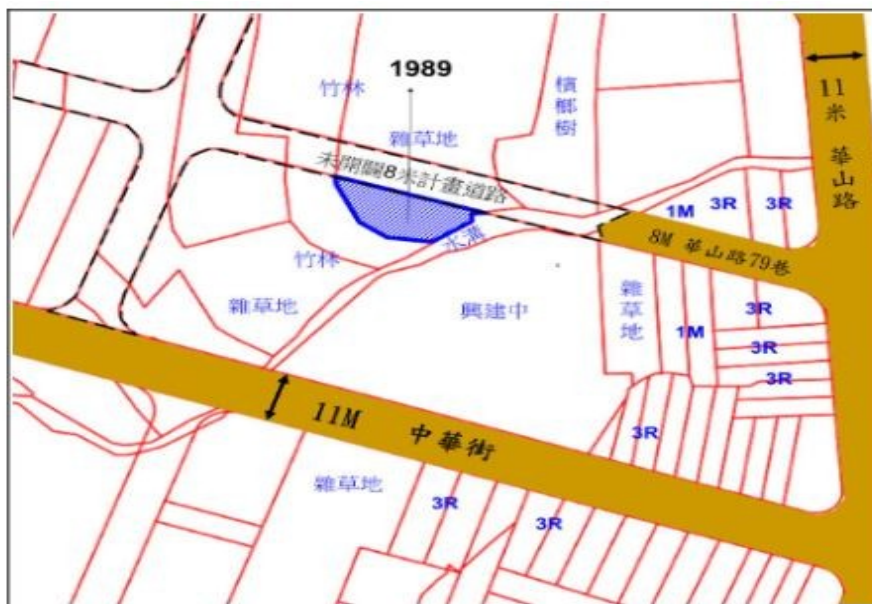 1989
竹林
檳榔樹
雜草地
11米 華山路
未開闢8米計畫道路
1M
3R
3R
水溝
8M 華山路79巷
竹林
雜草地
興建中
雜草地
3R
1M
3R
3R
11M 中華街
3R
雜草地
3R
3R